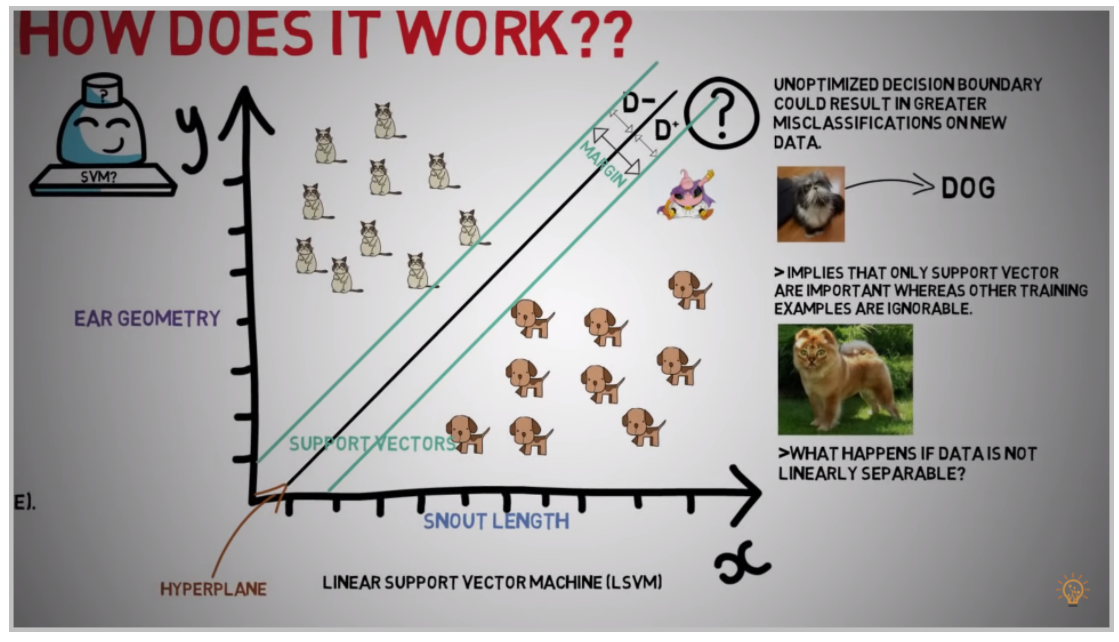 HOW DOES IT WORK??
?
SVM?
y
D-
D+
MARGIN
?
UNOPTIMIZED DECISION BOUNDARY
COULD RESULT IN GREATER
MISCLASSIFICATIONS ON NEW
DATA.
DOG
> IMPLIES THAT ONLY SUPPORT VECTOR
ARE IMPORTANT WHEREAS OTHER TRAINING
EXAMPLES ARE IGNORABLE.
EAR GEOMETRY
SUPPORT VECTORS
>WHAT HAPPENS IF DATA IS NOT
LINEARLY SEPARABLE?
E).
SNOUT LENGTH
x
HYPERPLANE
LINEAR SUPPORT VECTOR MACHINE (LSVM)